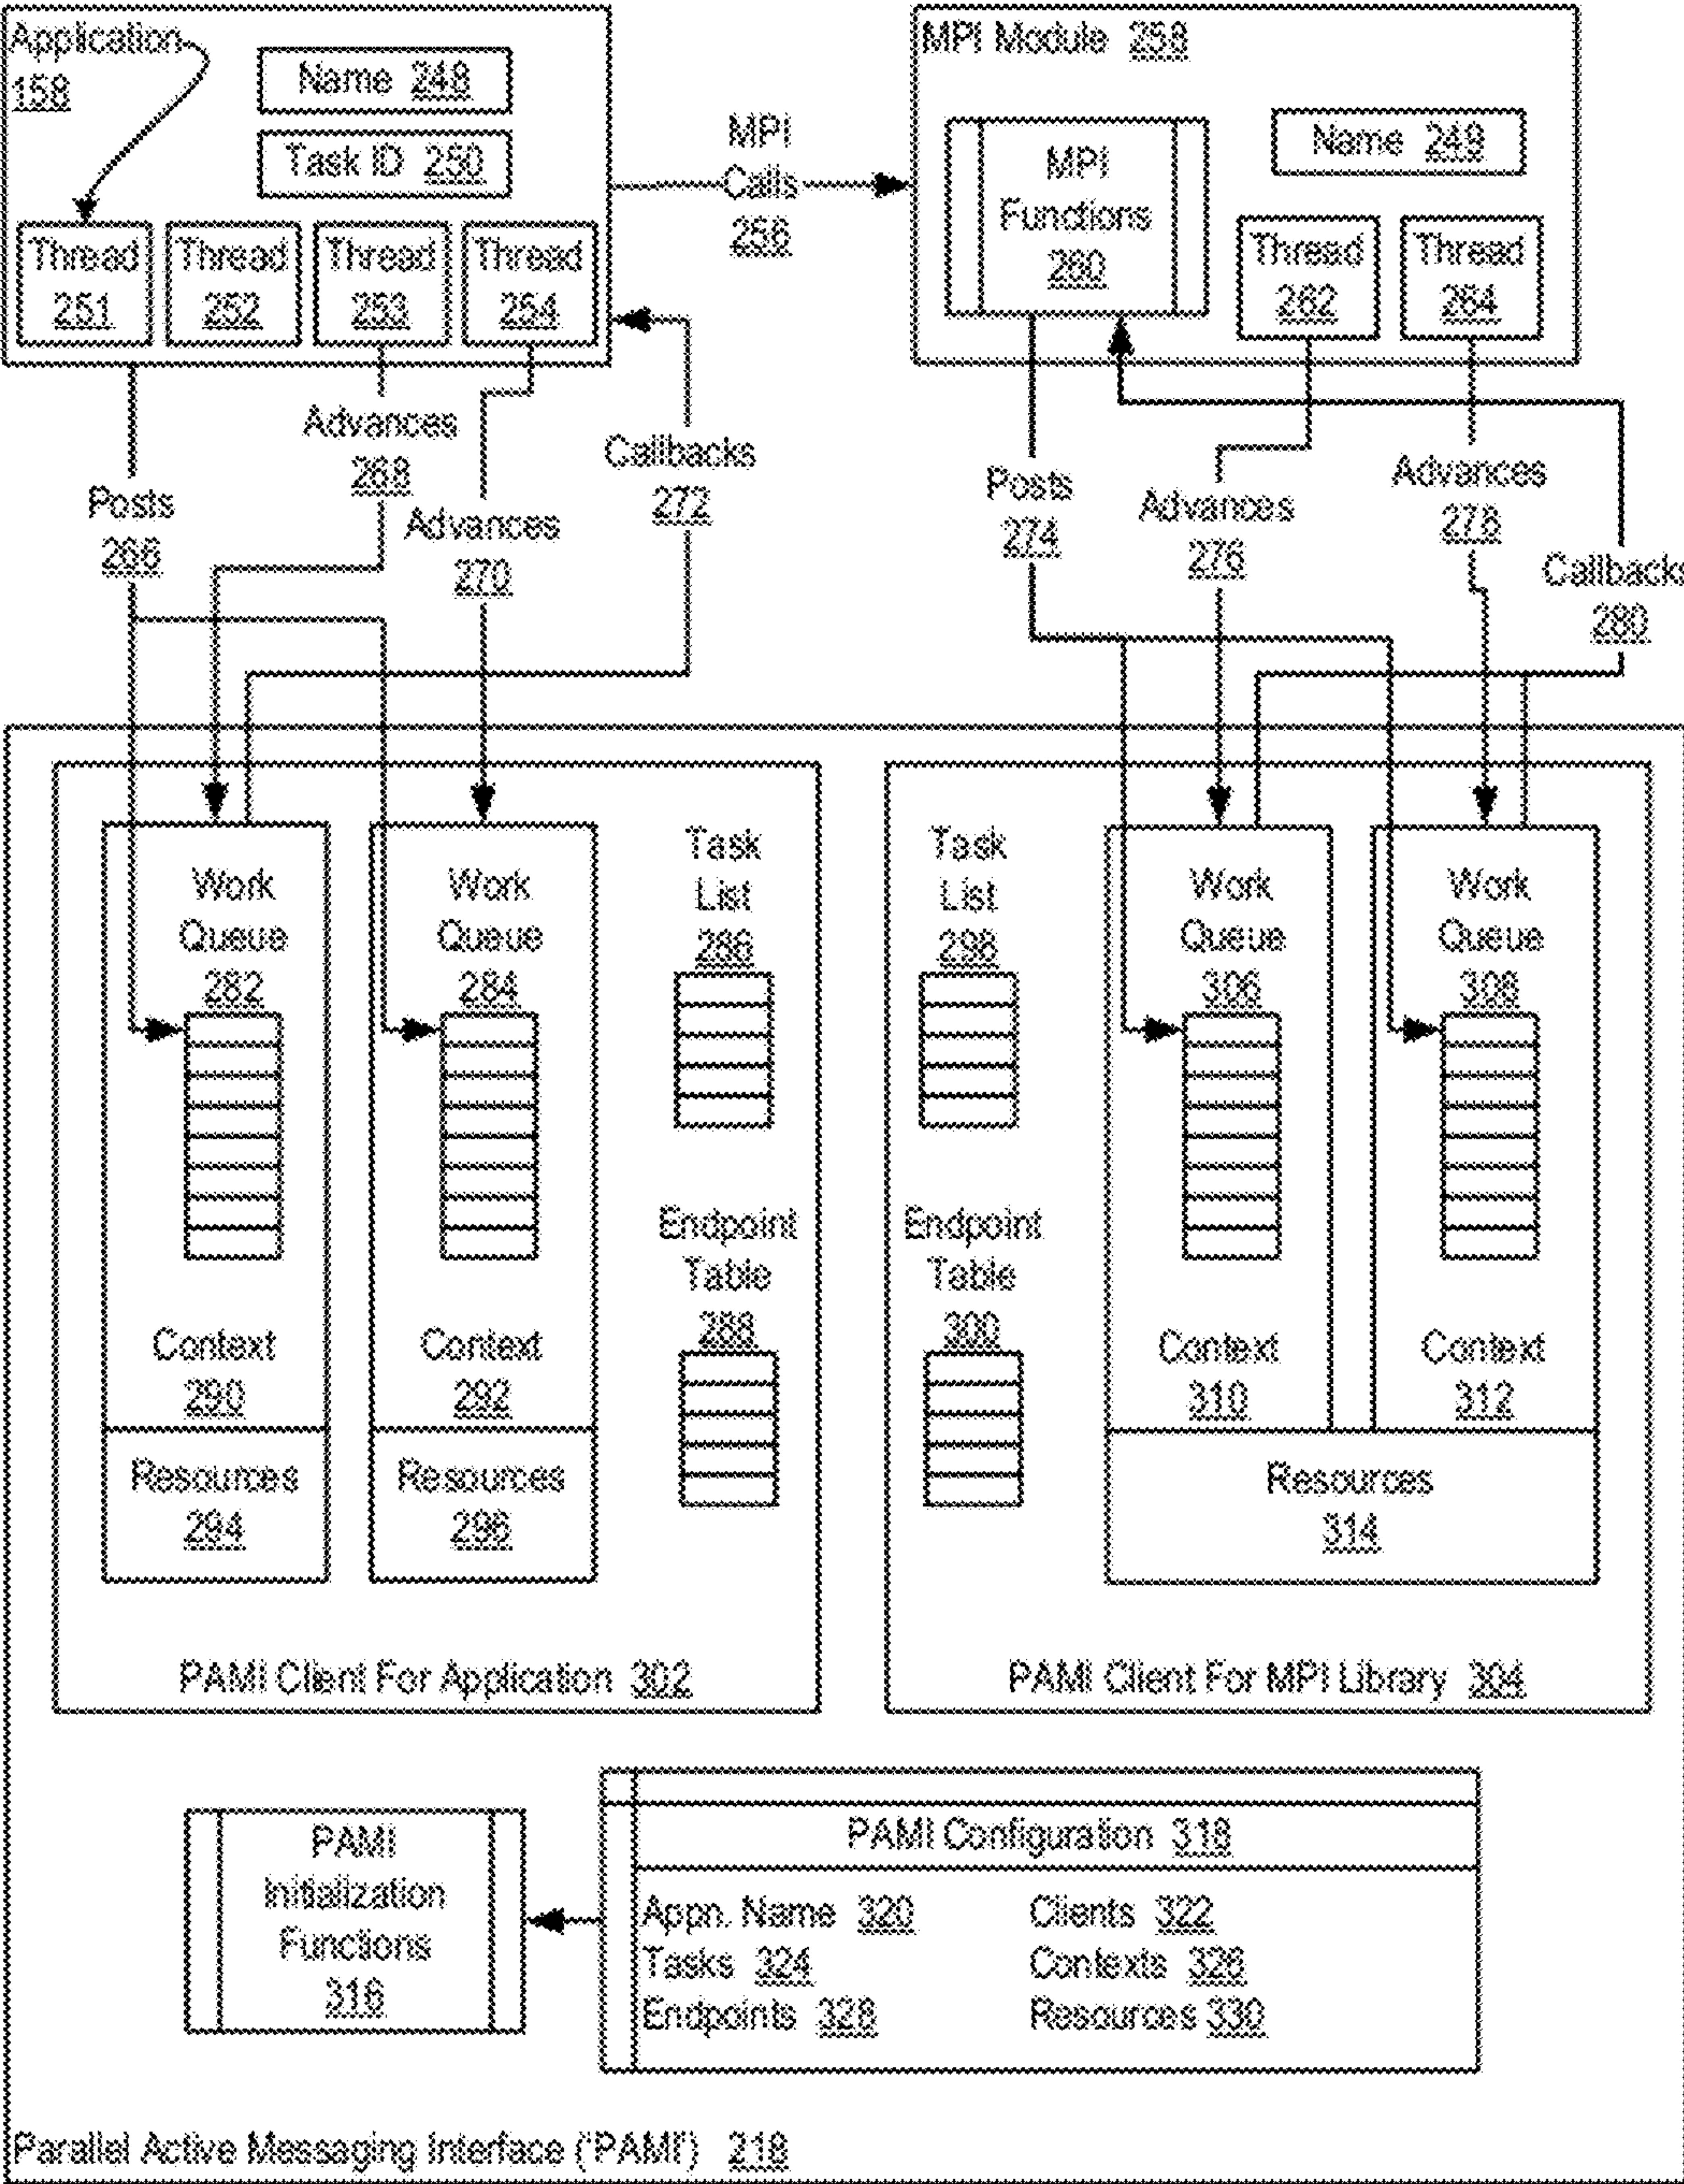 Application
158
Name 248
Task ID 250
Thread
251
Thread
252
Thread
253
Thread
254
MPI
Calls
256
MPI Module 258
MPI
Functions
260
Name 249
Thread
262
Thread
264
Posts
266
Advances
268
Advances
270
Callbacks
272
Posts
274
Advances
276
Advances
278
Callbacks
280
Work
Queue
282
Context
290
Resources
294
Work
Queue
284
Context
292
Resources
296
Task
List
286
Endpoint
Table
288
PAMI Client For Application 302
Task
List
298
Endpoint
Table
300
Work
Queue
306
Context
310
Work
Queue
308
Context
312
Resources
314
PAMI Client For MPI Library 304
PAMI
Initialization
Functions
316
PAMI Configuration 318
Appn. Name 320 Clients 322
Tasks 324 Contexts 326
Endpoints 328 Resources 330
Parallel Active Messaging Interface ("PAMI") 218